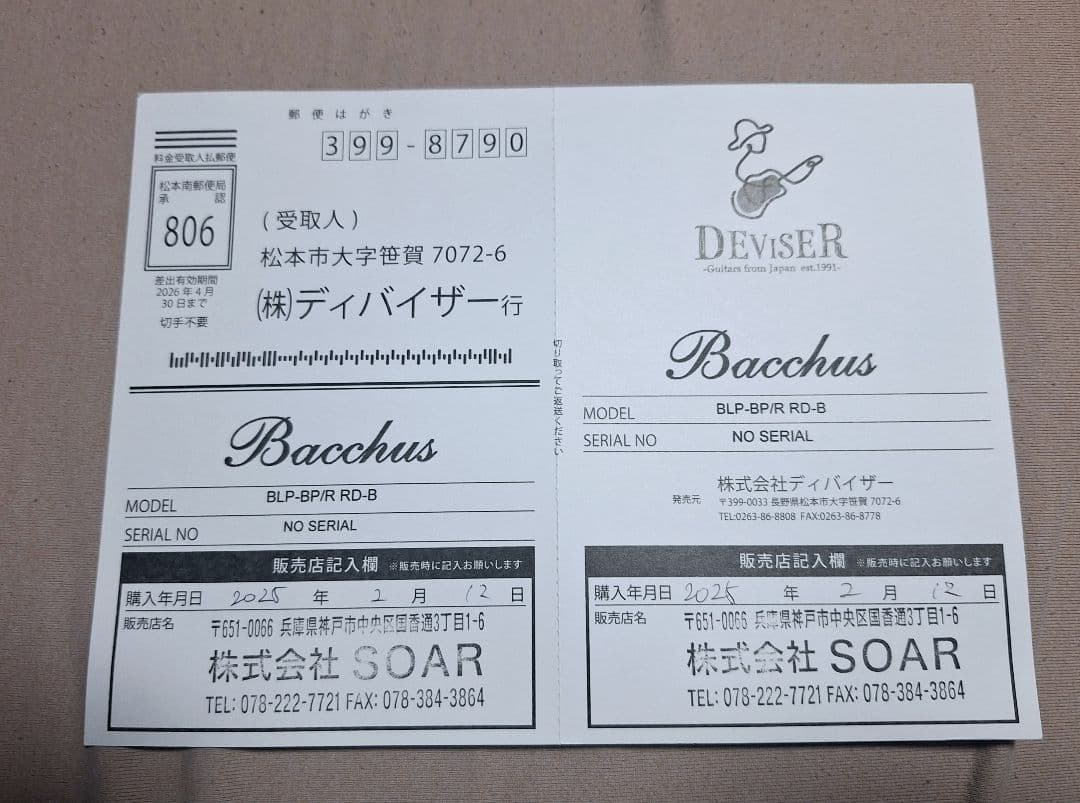 郵便はがき
399-8790
料金受取人払郵便
松本南郵便局
承認
806
差出有効期間
2026年4月
30日まで
切手不要
(受取人)
松本市大字笹賀7072-6
㈱ディバイザー行
Bacchus
MODEL BLP-BP/R RD-B
SERIAL NO NO SERIAL
販売店記入欄 ※販売時に記入お願いします
購入年月日 2025 年 2 月 12 日
販売店名
〒651-0066 兵庫県神戸市中央区国香通3丁目1-6
株式会社 SOAR
TEL: 078-222-7721 FAX: 078-384-3864
切り取ってご返送ください
DEVISER
-Guitars from Japan est.1991-
Bacchus
MODEL BLP-BP/R RD-B
SERIAL NO NO SERIAL
発売元 株式会社ディバイザー
〒399-0033 長野県松本市大字笹賀 7072-6
TEL:0263-86-8808 FAX:0263-86-8778
販売店記入欄 ※販売時に記入お願いします
購入年月日 2025 年 2 月 12 日
販売店名
〒651-0066 兵庫県神戸市中央区国香通3丁目1-6
株式会社 SOAR
TEL: 078-222-7721 FAX: 078-384-3864